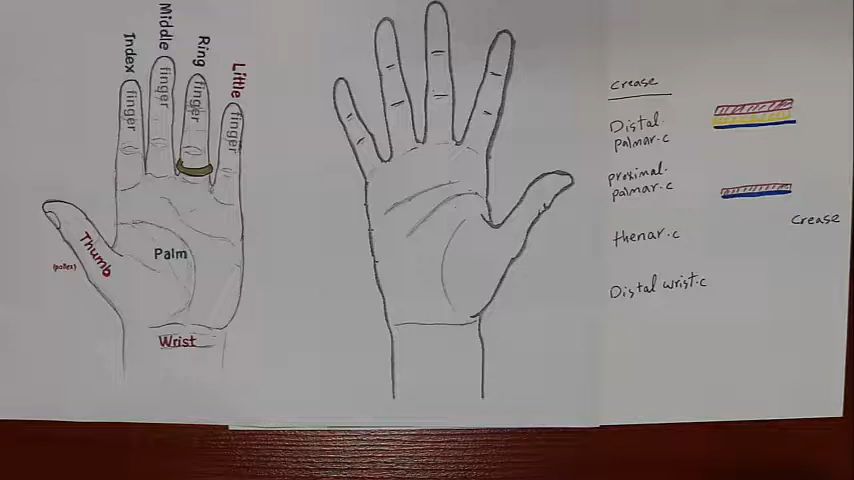 Index
finger
Middle
finger
Ring
finger
Little
finger
Thumb
(pollex)
Palm
Wrist
crease
Distal.
palmar.c
proximal.
palmar.c
thenar.c
Distal wrist.c
Crease